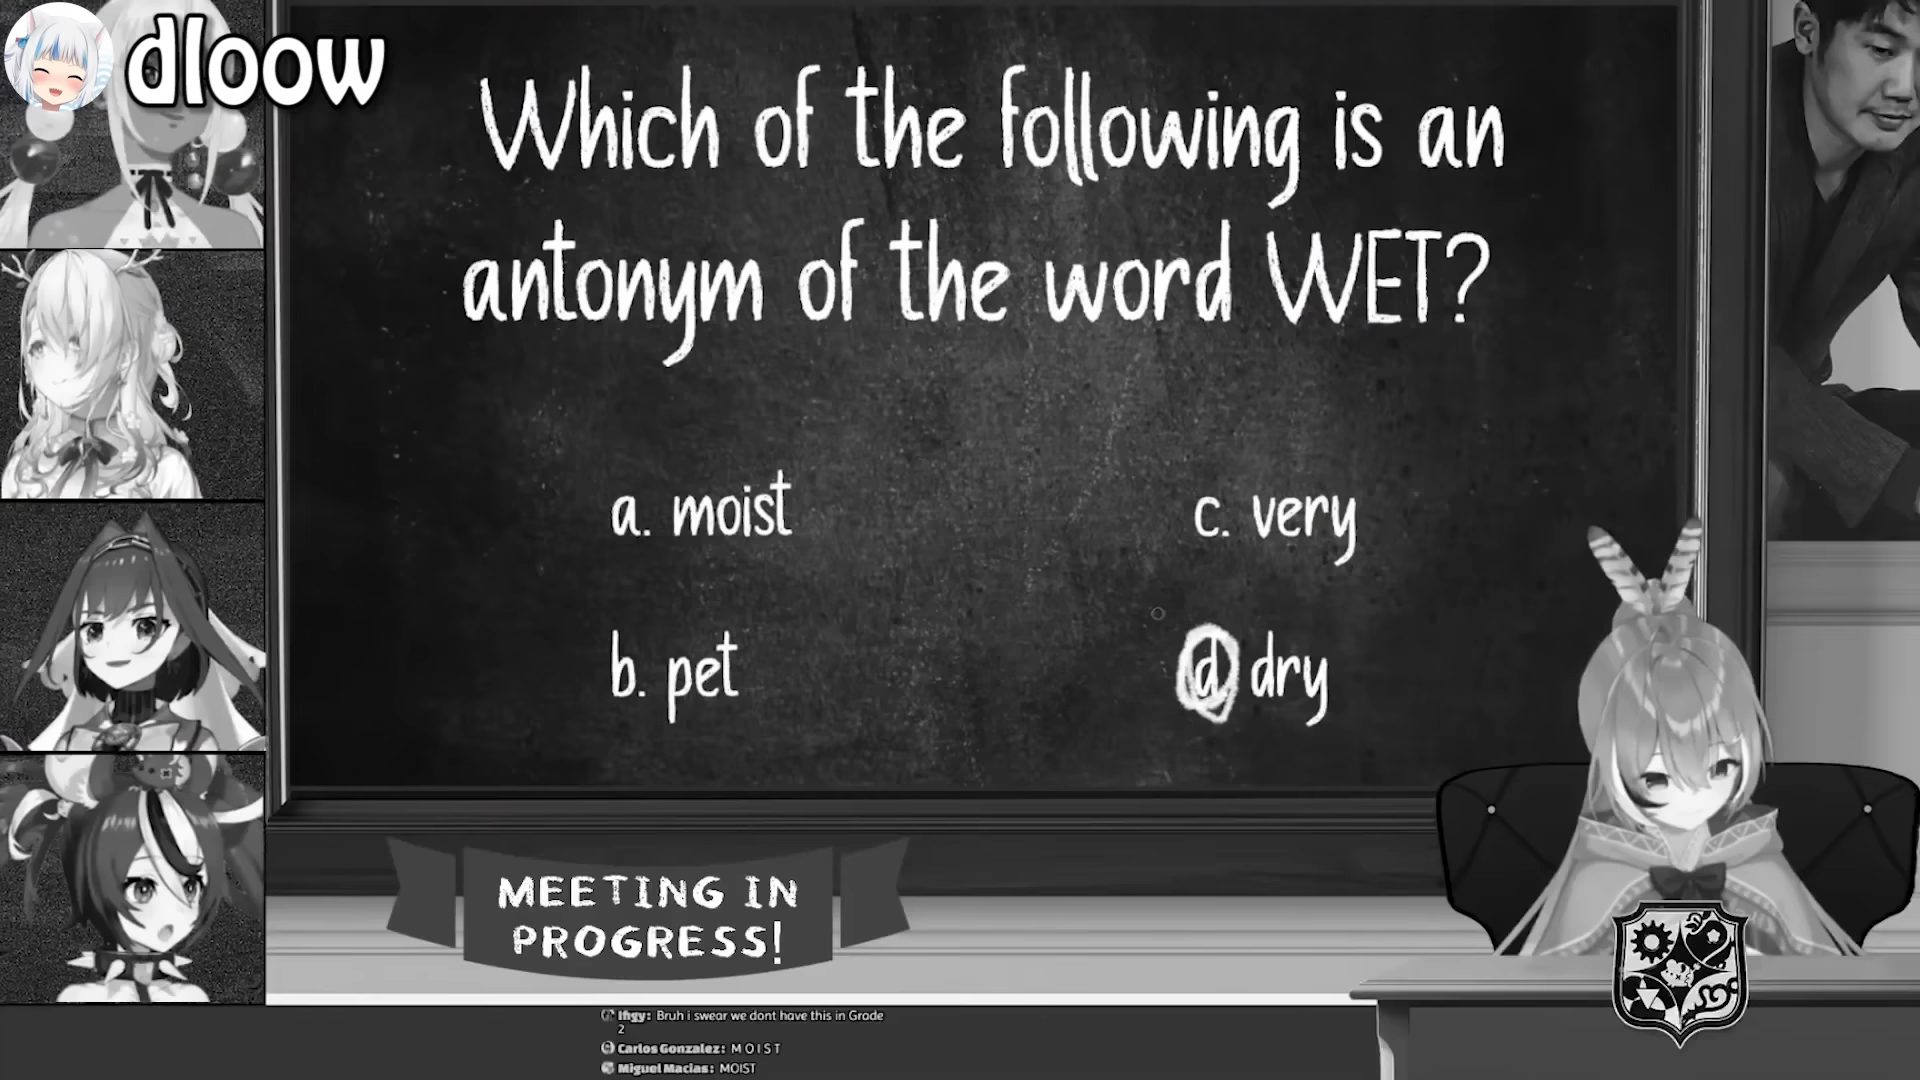 dloow
Which of the following is an
antonym of the word WET?
a. moist
c. very
b. pet
d. dry
MEETING IN
PROGRESS!
Ifhgy: Bruh i swear we dont have this in Grade
2
Carlos Gonzalez: M O I S T
Miguel Macias: MOIST